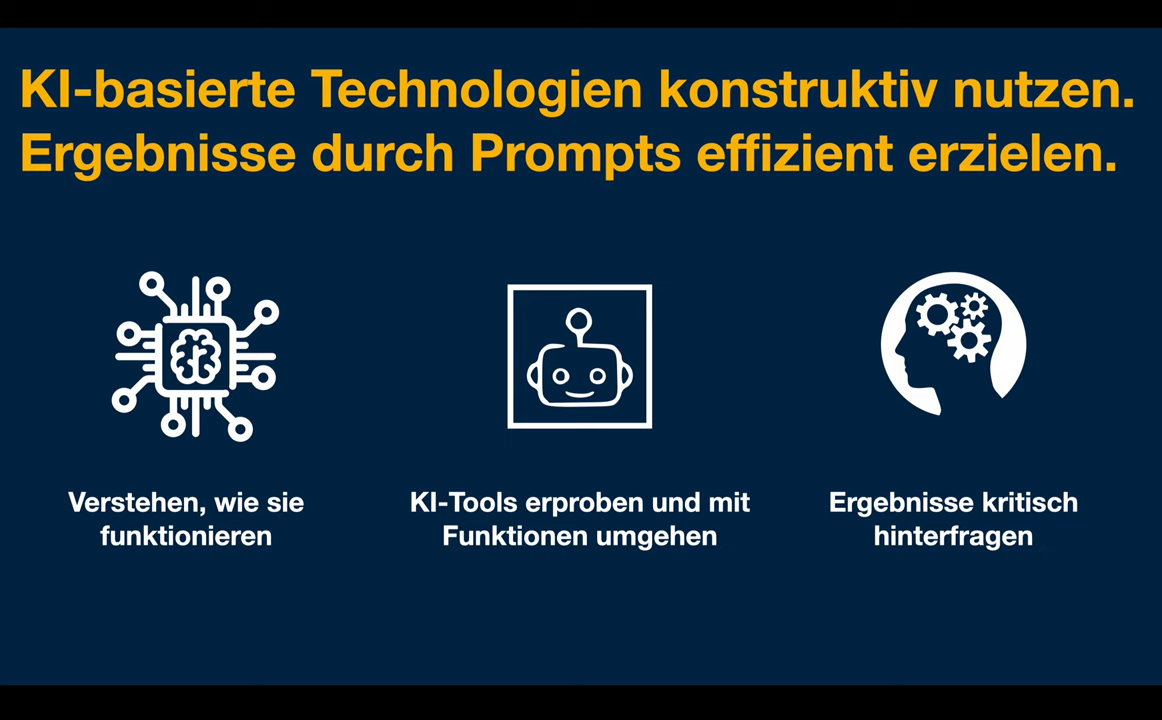 KI-basierte Technologien konstruktiv nutzen.
Ergebnisse durch Prompts effizient erzielen.
Verstehen, wie sie
funktionieren
KI-Tools erproben und mit
Funktionen umgehen
Ergebnisse kritisch
hinterfragen